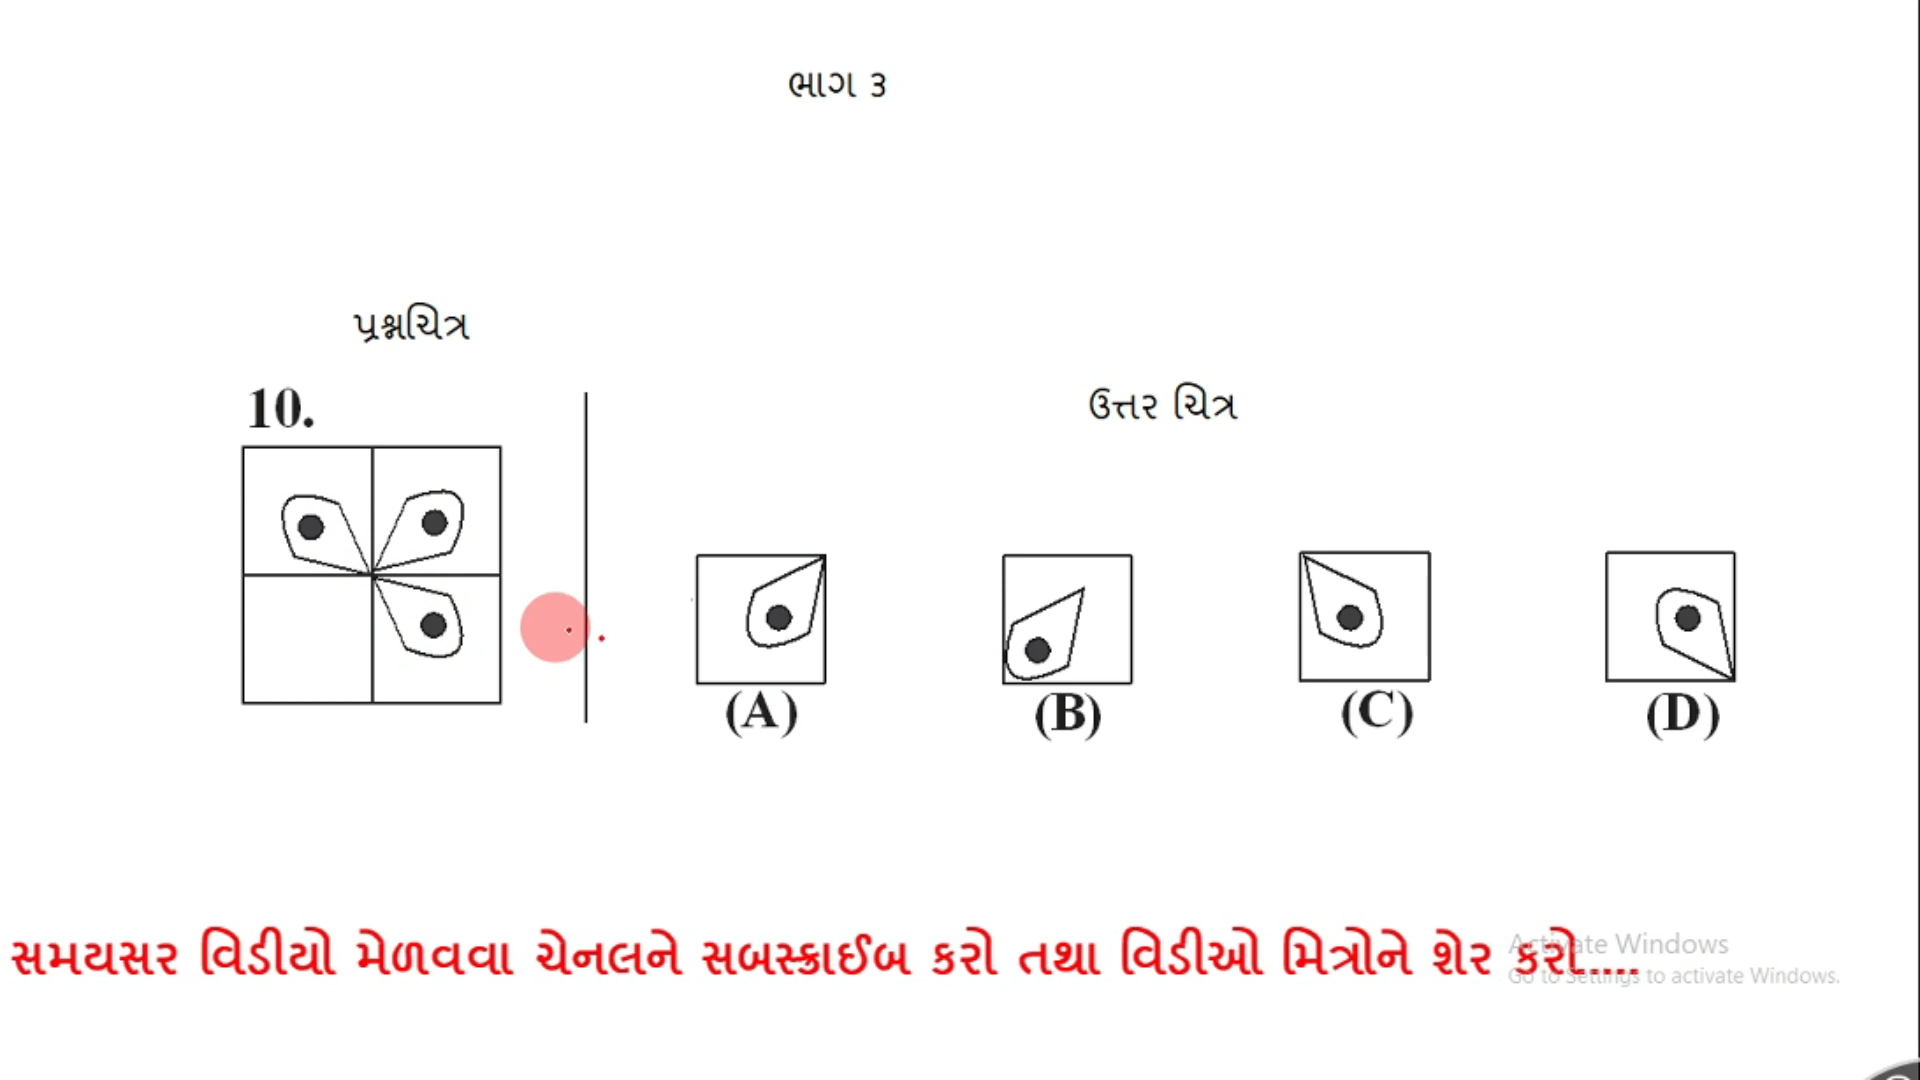 ભાગ ૩
પ્રશ્નચિત્ર
10.
ઉત્તર ચિત્ર
(A) (B) (C) (D)
સમયસર વિડીયો મેળવવા ચેનલને સબસ્ક્રાઈબ કરો તથા વિડીઓ મિત્રોને શેર કરો.....
Activate Windows
Go to Settings to activate Windows.